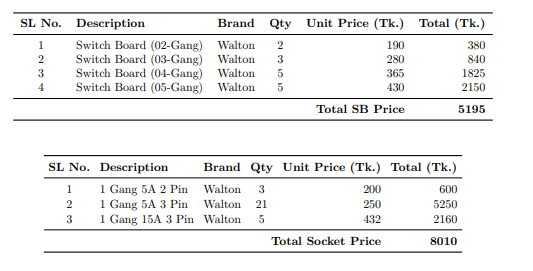 SL No. Description Brand Qty Unit Price (Tk.) Total (Tk.)
1 Switch Board (02-Gang) Walton 2 190 380
2 Switch Board (03-Gang) Walton 3 280 840
3 Switch Board (04-Gang) Walton 5 365 1825
4 Switch Board (05-Gang) Walton 5 430 2150
Total SB Price 5195
SL No. Description Brand Qty Unit Price (Tk.) Total (Tk.)
1 1 Gang 5A 2 Pin Walton 3 200 600
2 1 Gang 5A 3 Pin Walton 21 250 5250
3 1 Gang 15A 3 Pin Walton 5 432 2160
Total Socket Price 8010